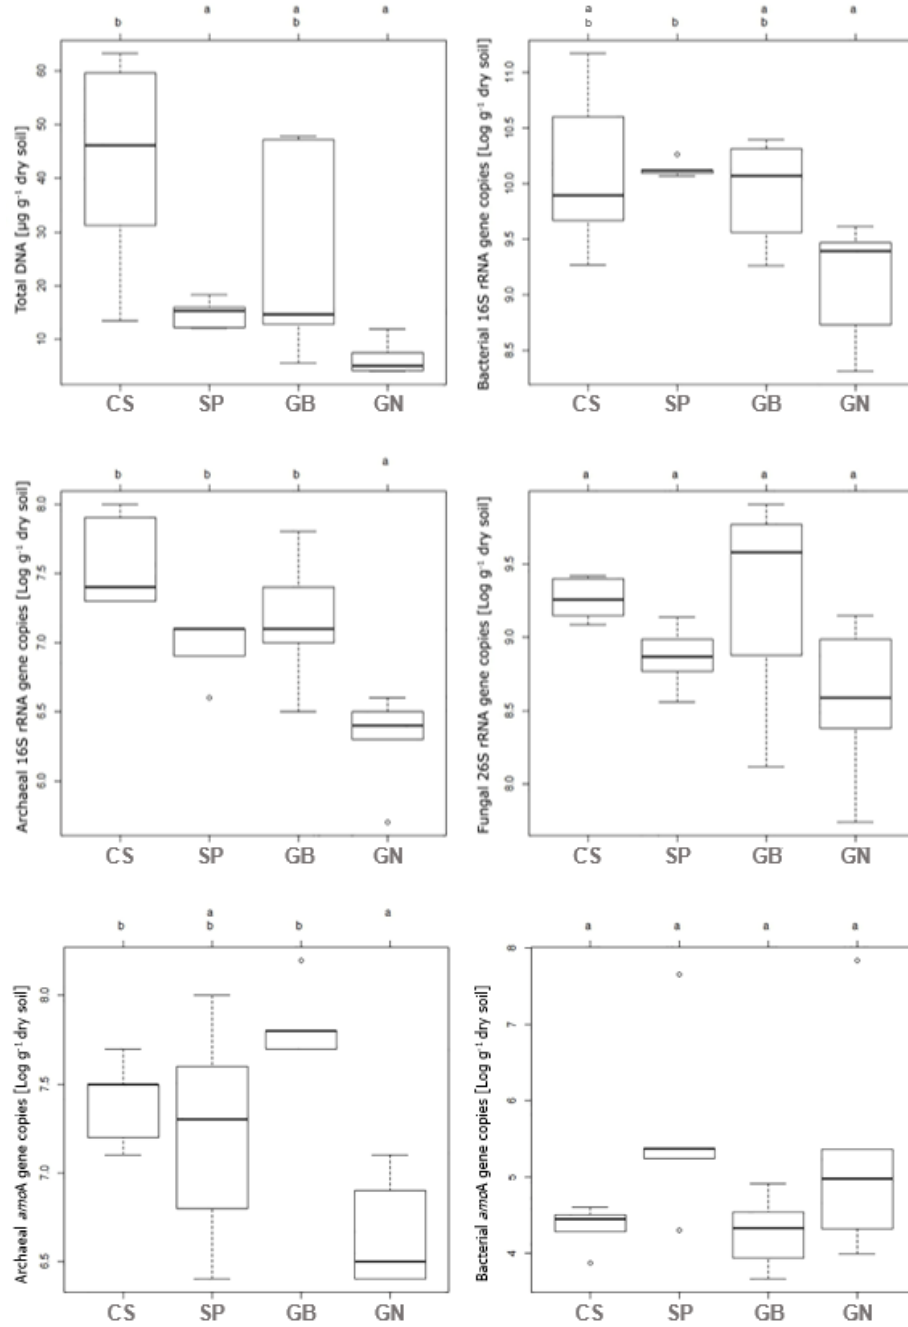 b a a b a
Total DNA [µg g⁻¹ dry soil]
60
50
40
30
20
10
CS SP GB GN
a b b a b a
Bacterial 16S rRNA gene copies [Log g⁻¹ dry soil]
11.0
10.5
10.0
9.5
9.0
8.5
CS SP GB GN
b b b a
Archaeal 16S rRNA gene copies [Log g⁻¹ dry soil]
8.0
7.5
7.0
6.5
6.0
CS SP GB GN
a a a a
Fungal 26S rRNA gene copies [Log g⁻¹ dry soil]
9.5
9.0
8.5
8.0
CS SP GB GN
b a b b a
Archaeal amoA gene copies [Log g⁻¹ dry soil]
8.0
7.5
7.0
6.5
CS SP GB GN
a a a a
Bacterial amoA gene copies [Log g⁻¹ dry soil]
8
7
6
5
4
CS SP GB GN